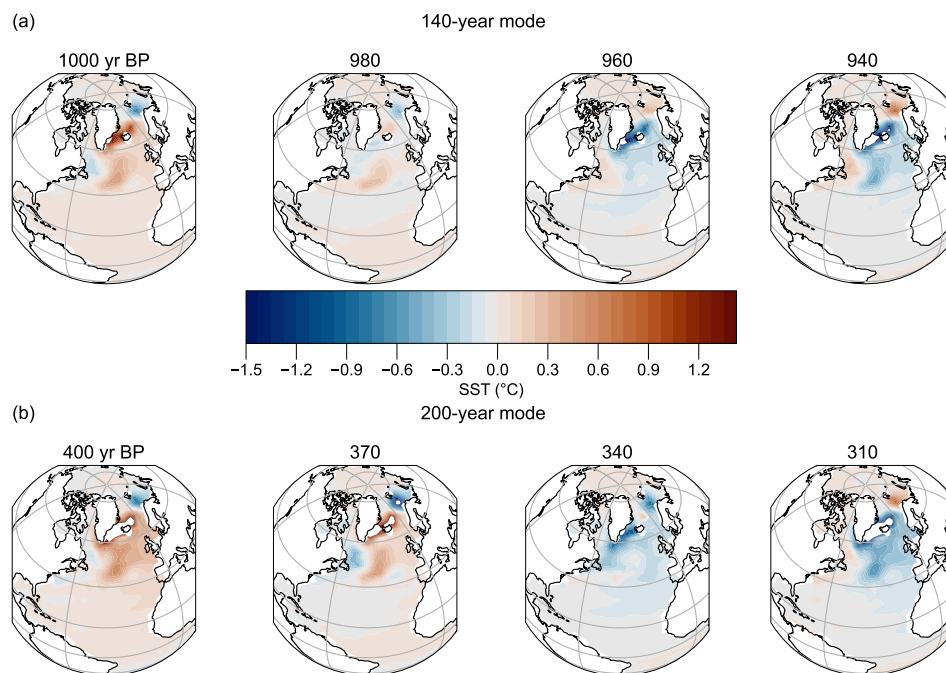 (a)
140-year mode
1000 yr BP 980 960 940
−1.5 −1.2 −0.9 −0.6 −0.3 0.0 0.3 0.6 0.9 1.2
SST (°C)
(b)
200-year mode
400 yr BP 370 340 310